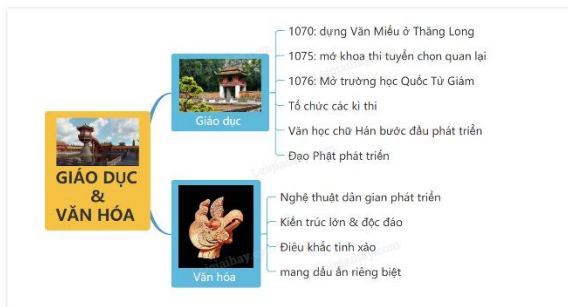 GIÁO DỤC
&
VĂN HÓA
Giáo dục
1070: dựng Văn Miếu ở Thăng Long
1075: mở khoa thi tuyển chọn quan lại
1076: Mở trường học Quốc Tử Giám
Tổ chức các kì thi
Văn học chữ Hán bước đầu phát triển
Đạo Phật phát triển
Văn hóa
Nghệ thuật dân gian phát triển
Kiến trúc lớn & độc đáo
Điêu khắc tinh xảo
mang dấu ấn riêng biệt